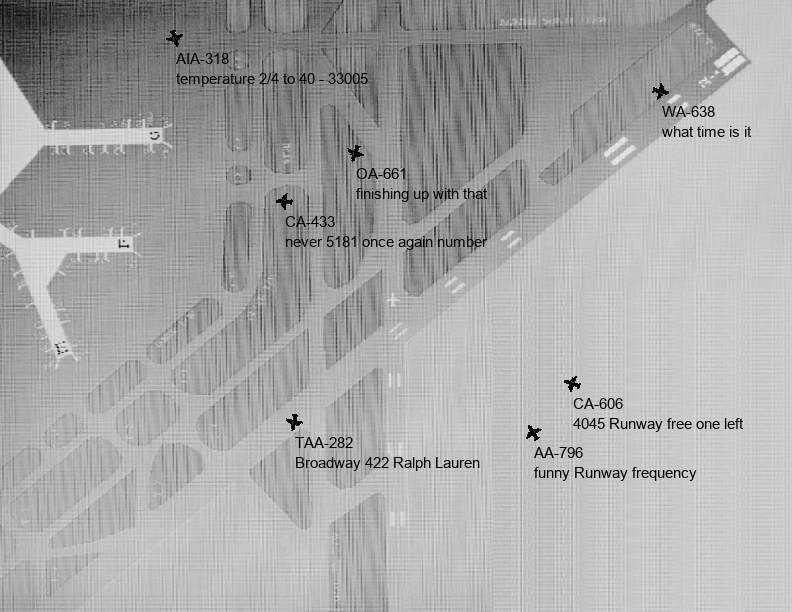 AIA-318
temperature 2/4 to 40 - 33005
WA-638
what time is it
OA-661
finishing up with that
CA-433
never 5181 once again number
CA-606
4045 Runway free one left
TAA-282
Broadway 422 Ralph Lauren
AA-796
funny Runway frequency